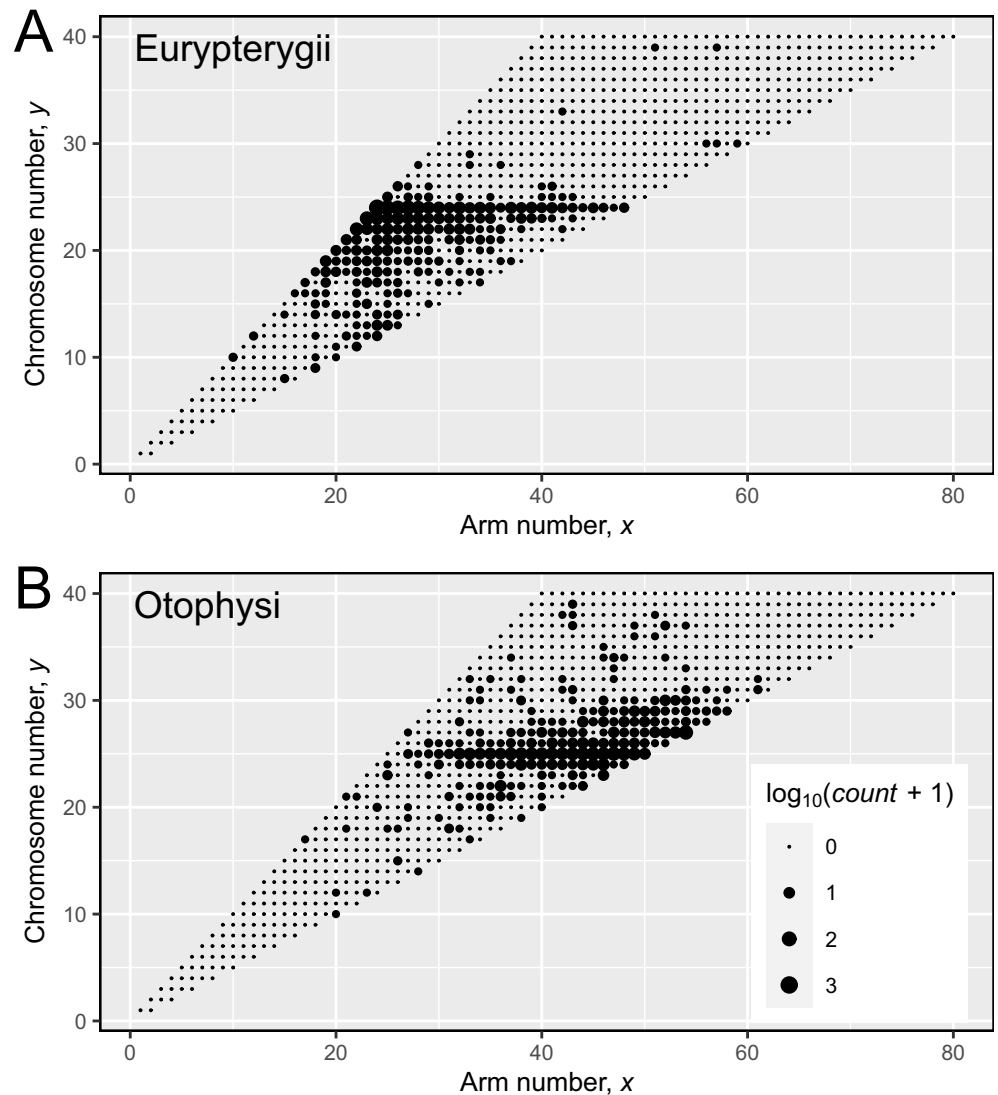 A
Eurypterygii
Chromosome number, y
40
30
20
10
0
0 20 40 60 80
Arm number, x
B
Otophysi
Chromosome number, y
40
30
20
10
0
log₁₀(count + 1)
0
1
2
3
0 20 40 60 80
Arm number, x